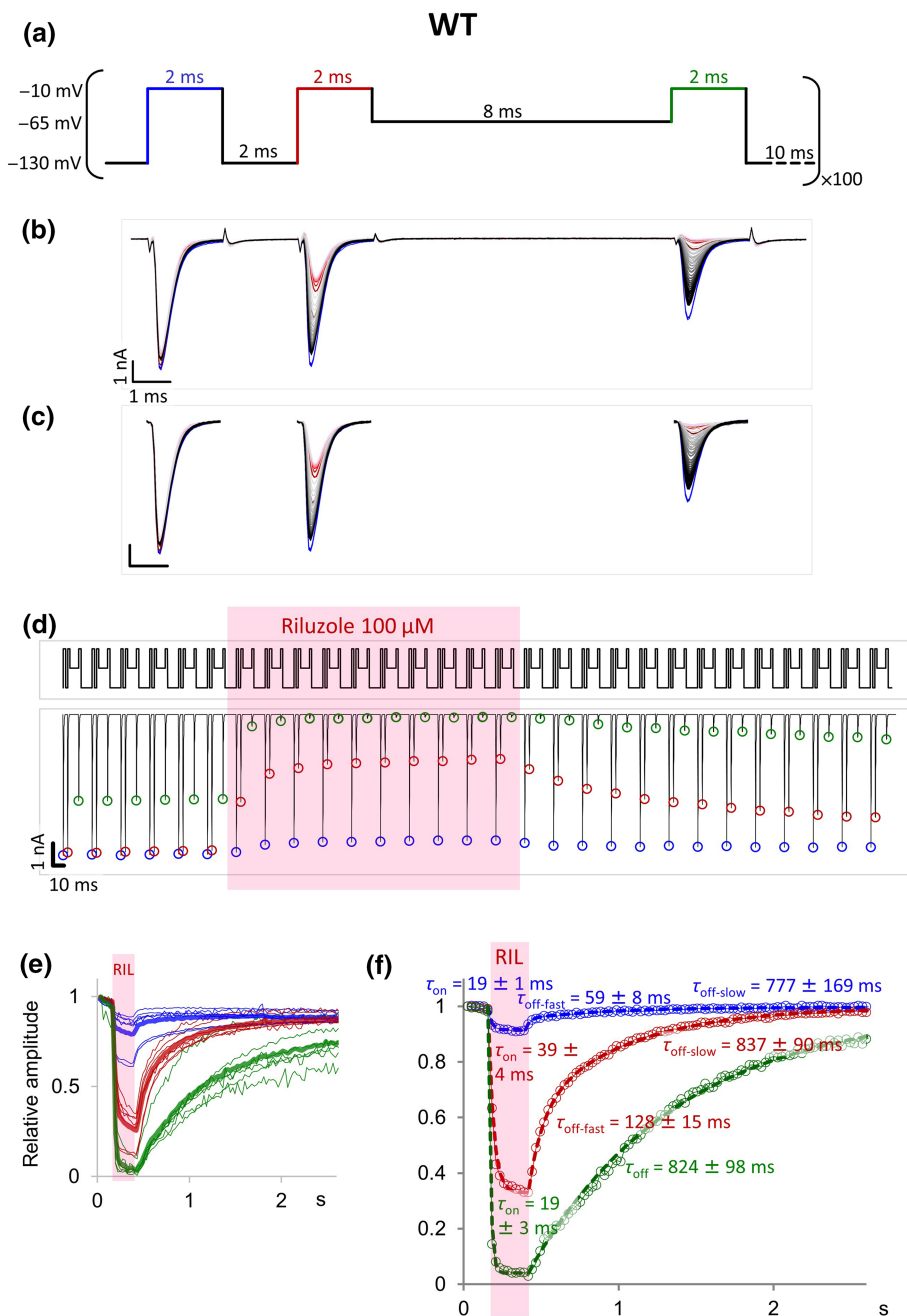 WT
(a)
2 ms
2 ms
2 ms
−10 mV
8 ms
−65 mV
2 ms
10 ms
−130 mV
×100
(b)
1 nA
1 ms
(c)
(d)
Riluzole 100 μM
1 nA
10 ms
(e)
RIL
1
0.5
0
Relative amplitude
0
1
2
s
(f)
RIL
τon = 19 ± 1 ms
τoff-fast = 59 ± 8 ms
τoff-slow = 777 ± 169 ms
τon = 39 ±
4 ms
τoff-slow = 837 ± 90 ms
τoff-fast = 128 ± 15 ms
τoff = 824 ± 98 ms
τon = 19
± 3 ms
1
0.8
0.6
0.4
0.2
0
0
1
2
s